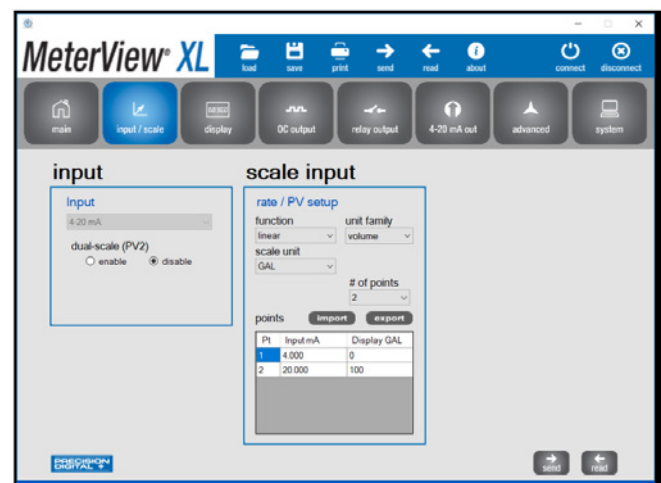 MeterView® XL
load save print send read about connect disconnect
main input / scale display OC output relay output 4-20 mA out advanced system
input
Input
4-20 mA
dual-scale (PV2)
enable disable
scale input
rate / PV setup
function unit family
linear volume
scale unit
GAL
# of points
2
points import export
Pt Input mA Display GAL
1 4.000 0
2 20.000 100
PRECISION
DIGITAL
send read